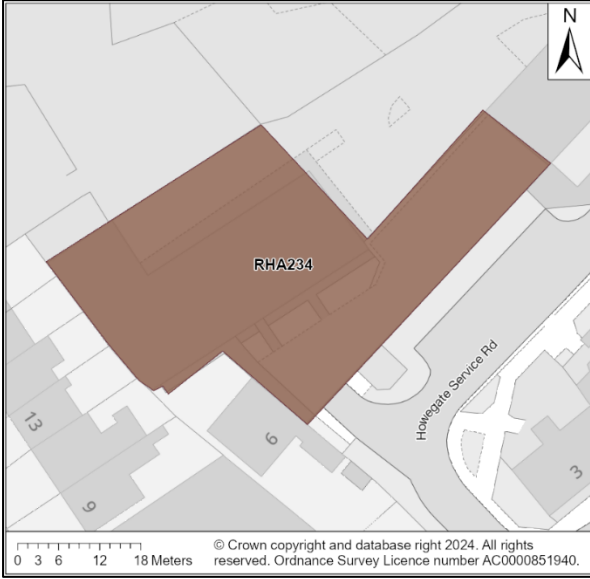 N
RHA234
Howegate Service Rd
13
6
9
3
0 3 6 12 18 Meters
© Crown copyright and database right 2024. All rights
reserved. Ordnance Survey Licence number AC0000851940.